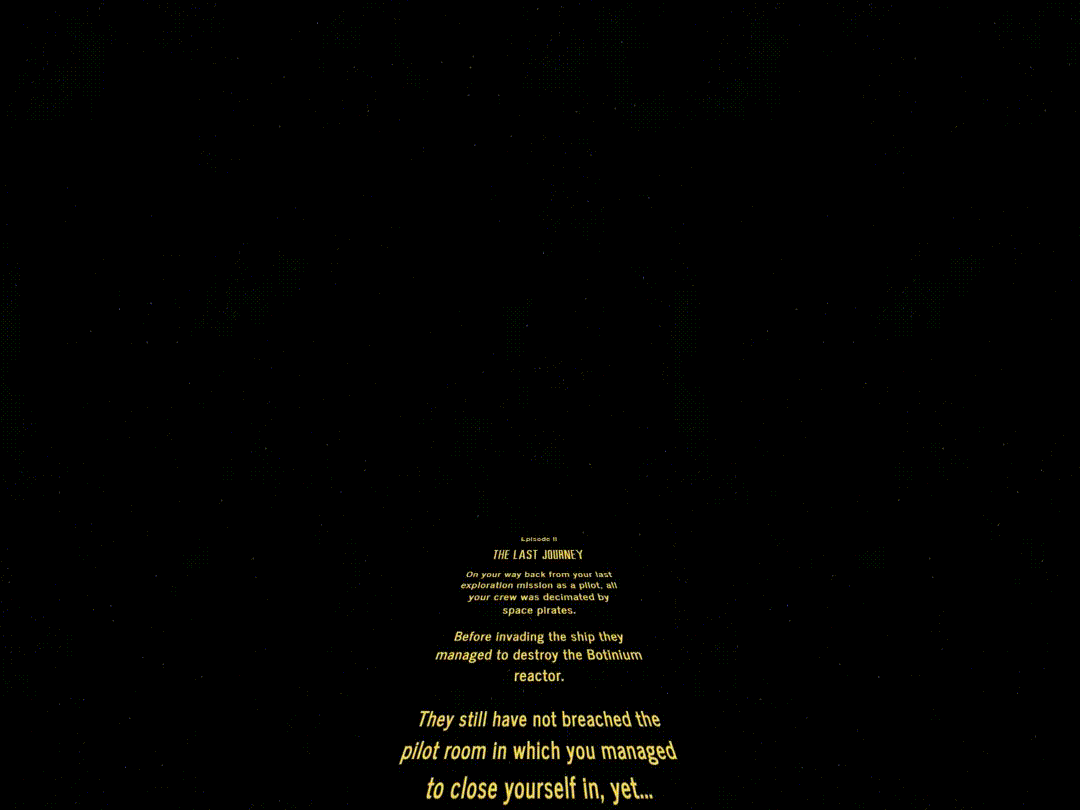 Episode II
THE LAST JOURNEY
On your way back from your last
exploration mission as a pilot, all
your crew was decimated by
space pirates.
Before invading the ship they
managed to destroy the Botinium
reactor.
They still have not breached the
pilot room in which you managed
to close yourself in, yet...